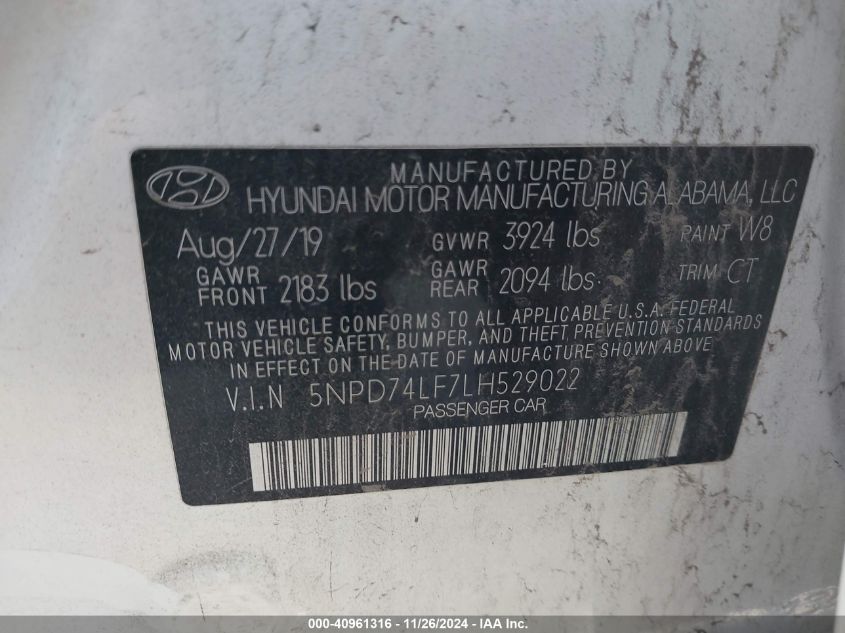 MANUFACTURED BY
HYUNDAI MOTOR MANUFACTURING ALABAMA, LLC
Aug/27/19 GVWR 3924 lbs PAINT W8
GAWR FRONT 2183 lbs GAWR REAR 2094 lbs TRIM CT
THIS VEHICLE CONFORMS TO ALL APPLICABLE U.S.A. FEDERAL
MOTOR VEHICLE SAFETY, BUMPER, AND THEFT PREVENTION STANDARDS
IN EFFECT ON THE DATE OF MANUFACTURE SHOWN ABOVE
V.I.N 5NPD74LF7LH529022
PASSENGER CAR
000-40961316 - 11/26/2024 - IAA Inc.